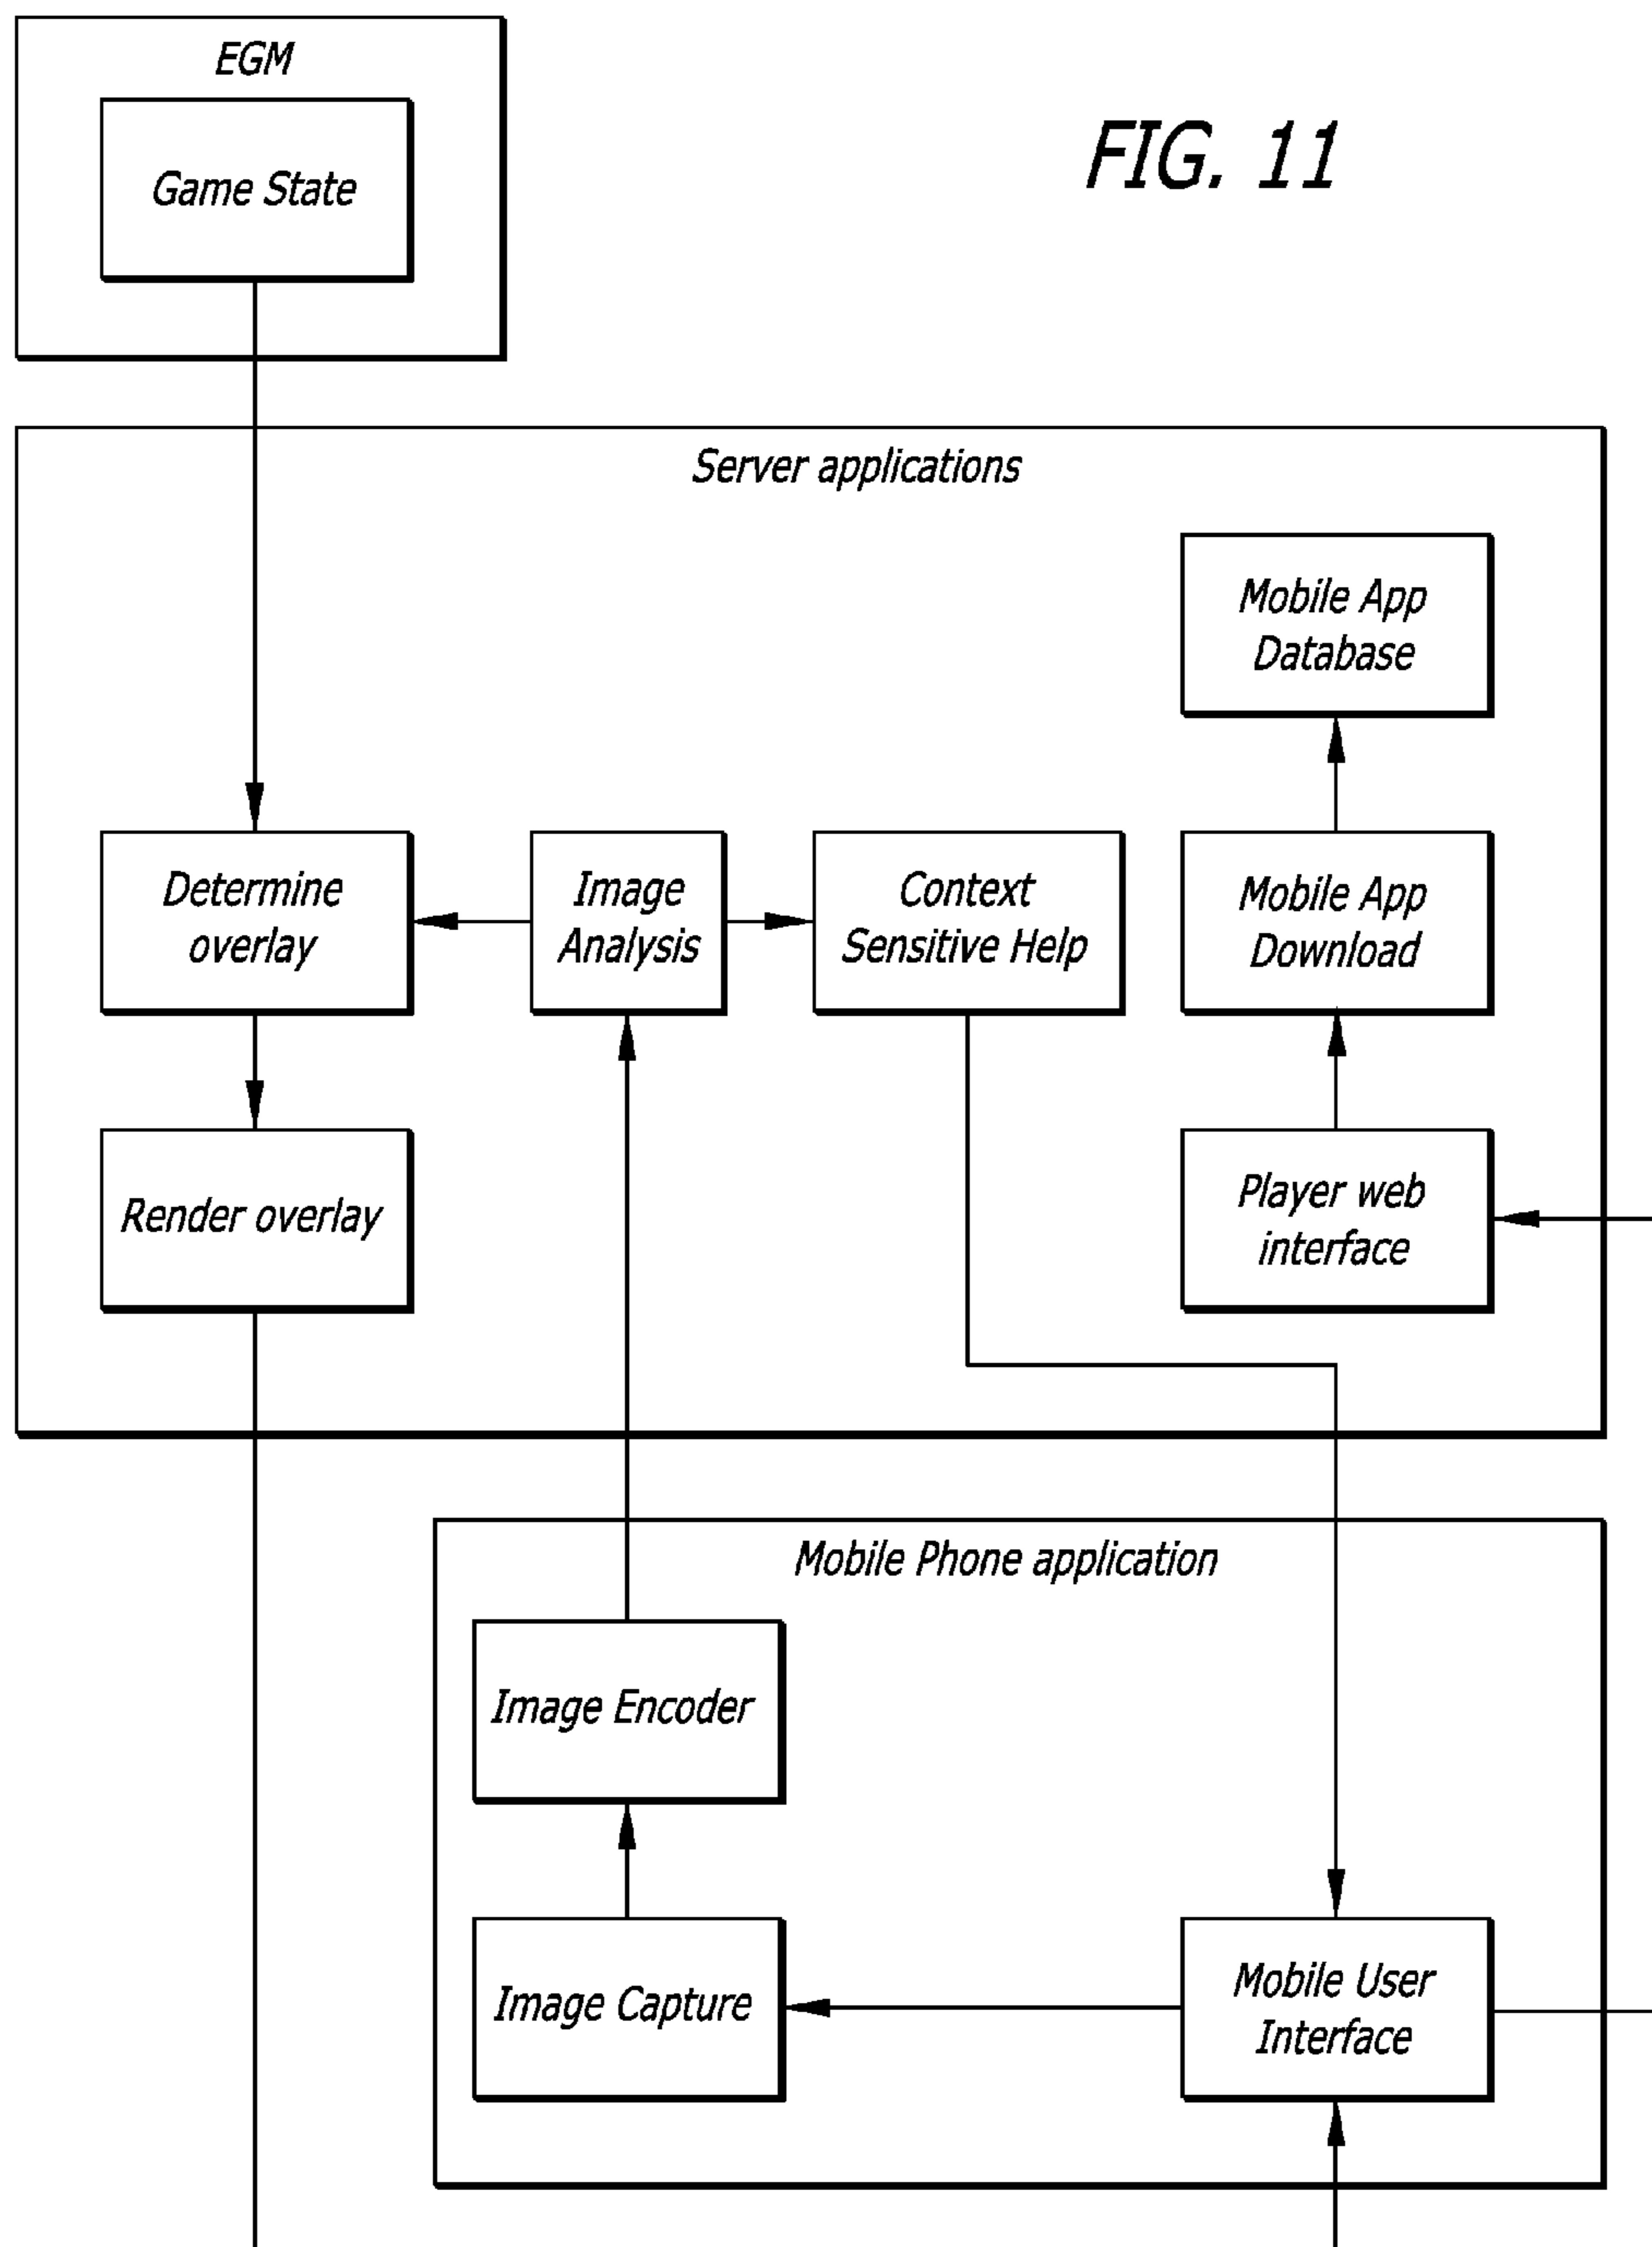 EGM
Game State
FIG. 11
Server applications
Mobile App
Database
Determine
overlay
Image
Analysis
Context
Sensitive Help
Mobile App
Download
Render overlay
Player web
interface
Mobile Phone application
Image Encoder
Image Capture
Mobile User
Interface